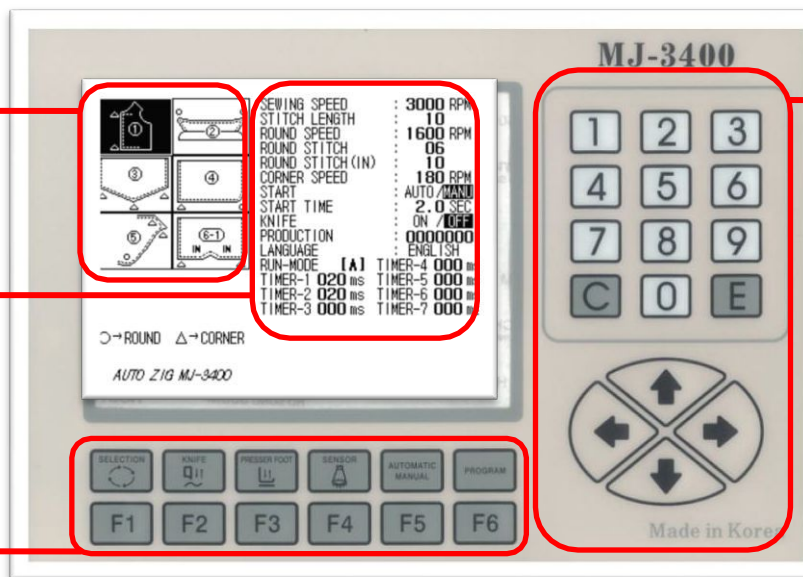 MJ-3400
① ②
③ ④
⑤ ⑥-1
IN IN
SEWING SPEED : 3000 RPM
STITCH LENGTH : 10
ROUND SPEED : 1600 RPM
ROUND STITCH : 06
ROUND STITCH(IN) : 10
CORNER SPEED : 180 RPM
START : AUTO/MANU
START TIME : 2.0 SEC
KNIFE : ON /OFF
PRODUCTION : 0000000
LANGUAGE : ENGLISH
RUN-MODE [A] TIMER-4 000 m
TIMER-1 020 ms TIMER-5 000 m
TIMER-2 020 ms TIMER-6 000 m
TIMER-3 000 ms TIMER-7 000 m
→ROUND △→CORNER
AUTO ZIG MJ-3400
1 2 3
4 5 6
7 8 9
C 0 E
SELECTION KNIFE PRESSER FOOT SENSOR AUTOMATIC MANUAL PROGRAM
F1 F2 F3 F4 F5 F6
Made in Korea